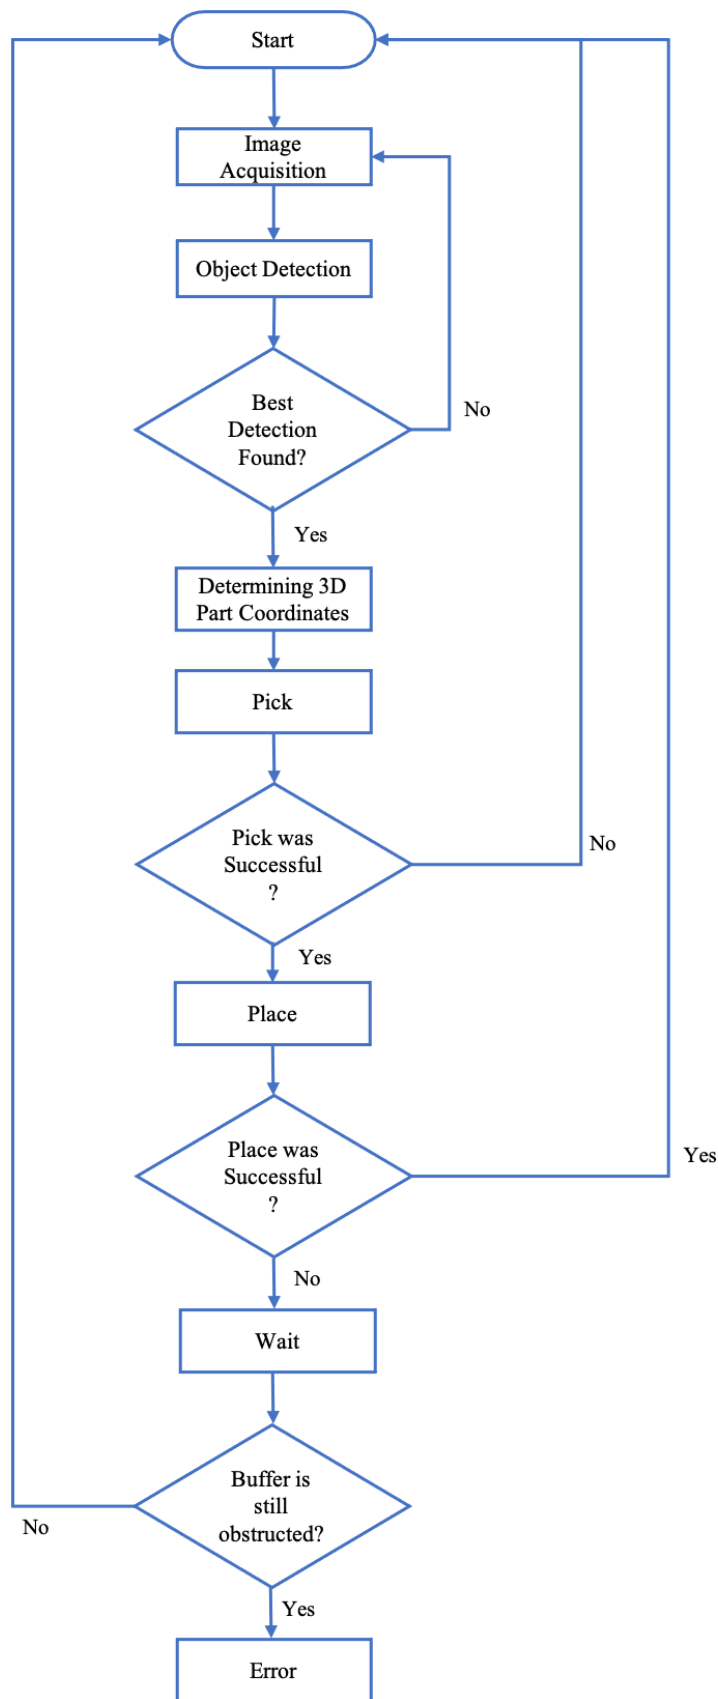 Start
Image
Acquisition
Object Detection
Best
Detection
Found?
No
Yes
Determining 3D
Part Coordinates
Pick
Pick was
Successful
?
No
Yes
Place
Place was
Successful
?
Yes
No
Wait
Buffer is
still
obstructed?
No
Yes
Error